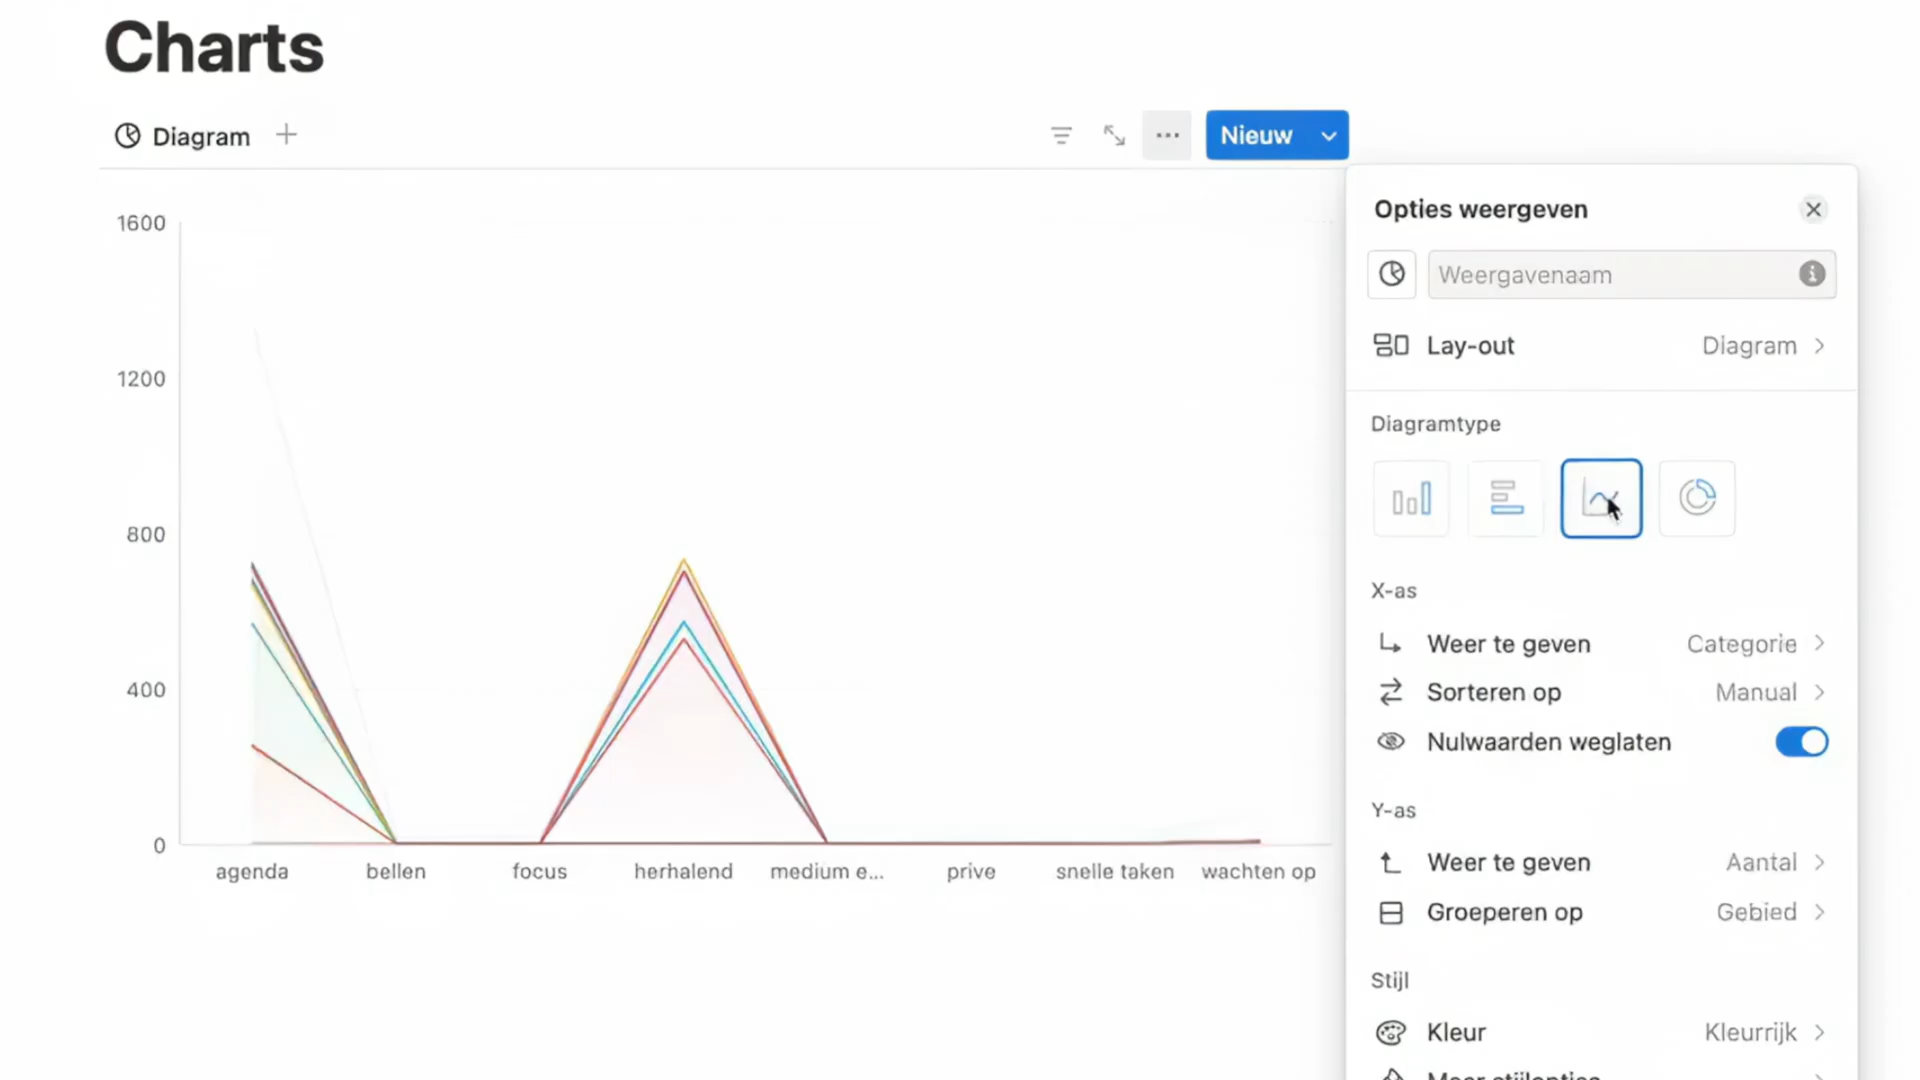 Charts
Diagram
Nieuw
1600
1200
800
400
0
agenda bellen focus herhalend medium e... prive snelle taken wachten op
Opties weergeven
Weergavenaam
Lay-out Diagram
Diagramtype
X-as
Weer te geven Categorie
Sorteren op Manual
Nulwaarden weglaten
Y-as
Weer te geven Aantal
Groeperen op Gebied
Stijl
Kleur Kleurrijk
Meer stijlopties